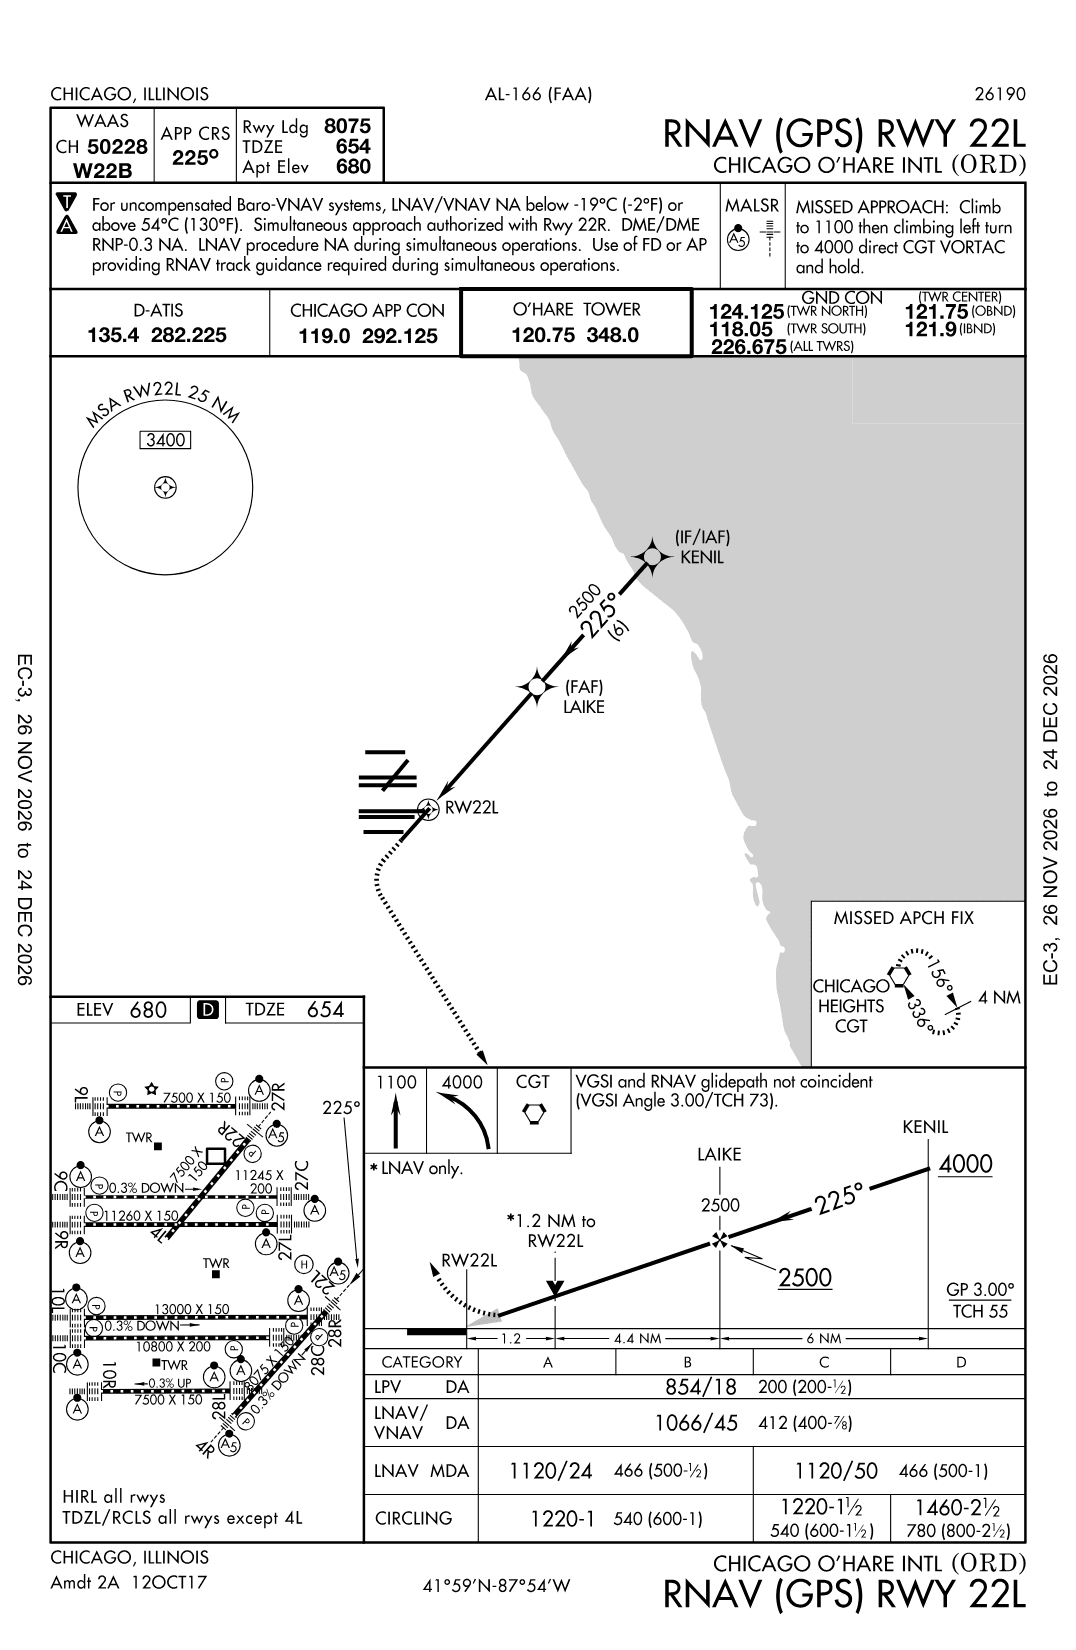 CHICAGO, ILLINOIS
AL-166 (FAA)
26190
WAAS
CH 50228
W22B
APP CRS
225°
Rwy Ldg 8075
TDZE 654
Apt Elev 680
RNAV (GPS) RWY 22L
CHICAGO O'HARE INTL (ORD)
T
A
For uncompensated Baro-VNAV systems, LNAV/VNAV NA below -19°C (-2°F) or
above 54°C (130°F). Simultaneous approach authorized with Rwy 22R. DME/DME
RNP-0.3 NA. LNAV procedure NA during simultaneous operations. Use of FD or AP
providing RNAV track guidance required during simultaneous operations.
MALSR
A5
MISSED APPROACH: Climb
to 1100 then climbing left turn
to 4000 direct CGT VORTAC
and hold.
D-ATIS
135.4 282.225
CHICAGO APP CON
119.0 292.125
O'HARE TOWER
120.75 348.0
GND CON
124.125 (TWR NORTH)
118.05 (TWR SOUTH)
226.675 (ALL TWRS)
(TWR CENTER)
121.75 (OBND)
121.9 (IBND)
MSA RW22L 25 NM
3400
(IF/IAF)
KENIL
2500
225°
(6)
(FAF)
LAIKE
RW22L
MISSED APCH FIX
CHICAGO
HEIGHTS
CGT
156°
336°
4 NM
EC-3, 26 NOV 2026 to 24 DEC 2026
EC-3, 26 NOV 2026 to 24 DEC 2026
ELEV 680
D
TDZE 654
9L
P
7500 X 150
P
A
27R
A
TWR
22R
A5
P
225°
7500 X
150
9C
A
P
0.3% DOWN
11245 X
200
27C
A
11260 X 150
P
P
9R
A
4L
A
27L
TWR
H
22L
A5
10L
A
P
13000 X 150
A
P
28R
P
0.3% DOWN
10C
A
10800 X 200
P
28C
P
TWR
10R
A
A
0.3% UP
7500 X 150
A
28L
8075 X 150
0.3% DOWN
P
4R
A5
HIRL all rwys
TDZL/RCLS all rwys except 4L
1100
4000
CGT
VGSI and RNAV glidepath not coincident
(VGSI Angle 3.00/TCH 73).
* LNAV only.
KENIL
4000
LAIKE
2500
225°
*1.2 NM to
RW22L
RW22L
2500
GP 3.00°
TCH 55
1.2
4.4 NM
6 NM
CATEGORY A B C D
LPV DA 854/18 200 (200-½)
LNAV/
VNAV DA 1066/45 412 (400-⅞)
LNAV MDA 1120/24 466 (500-½) 1120/50 466 (500-1)
CIRCLING 1220-1 540 (600-1) 1220-1½ 540 (600-1½) 1460-2½ 780 (800-2½)
CHICAGO, ILLINOIS
Amdt 2A 12OCT17
41°59'N-87°54'W
CHICAGO O'HARE INTL (ORD)
RNAV (GPS) RWY 22L